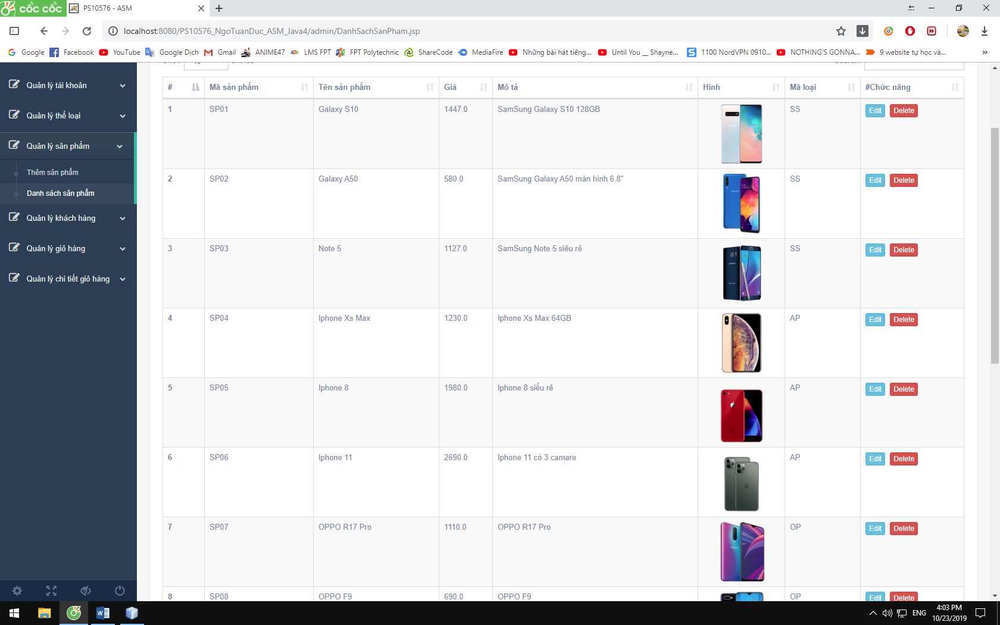 cốc cốc
PS10576 - ASM
localhost:8080/PS10576_NgoTuanDuc_ASM_Java4/admin/DanhSachSanPham.jsp
Google Facebook YouTube Google Dịch Gmail ANIME47 LMS FPT FPT Polytechnic ShareCode MediaFire Những bài hát tiếng... Until You __ Shayne... 1100 NordVPN 0910... NOTHING'S GONNA... 9 website tự học và... »
Quản lý tài khoản
Quản lý thể loại
Quản lý sản phẩm
Thêm sản phẩm
Danh sách sản phẩm
Quản lý khách hàng
Quản lý giỏ hàng
Quản lý chi tiết giỏ hàng
# Mã sản phẩm Tên sản phẩm Giá Mô tả Hình Mã loại #Chức năng
1 SP01 Galaxy S10 1447.0 SamSung Galaxy S10 128GB SS Edit Delete
2 SP02 Galaxy A50 580.0 SamSung Galaxy A50 màn hình 6.8" SS Edit Delete
3 SP03 Note 5 1127.0 SamSung Note 5 siêu rẻ SS Edit Delete
4 SP04 Iphone Xs Max 1230.0 Iphone Xs Max 64GB AP Edit Delete
5 SP05 Iphone 8 1980.0 Iphone 8 siểu rẻ AP Edit Delete
6 SP06 Iphone 11 2690.0 Iphone 11 có 3 camare AP Edit Delete
7 SP07 OPPO R17 Pro 1110.0 OPPO R17 Pro OP Edit Delete
8 SP08 OPPO F9 690.0 OPPO F9 OP Edit Delete
ENG
4:03 PM
10/23/2019